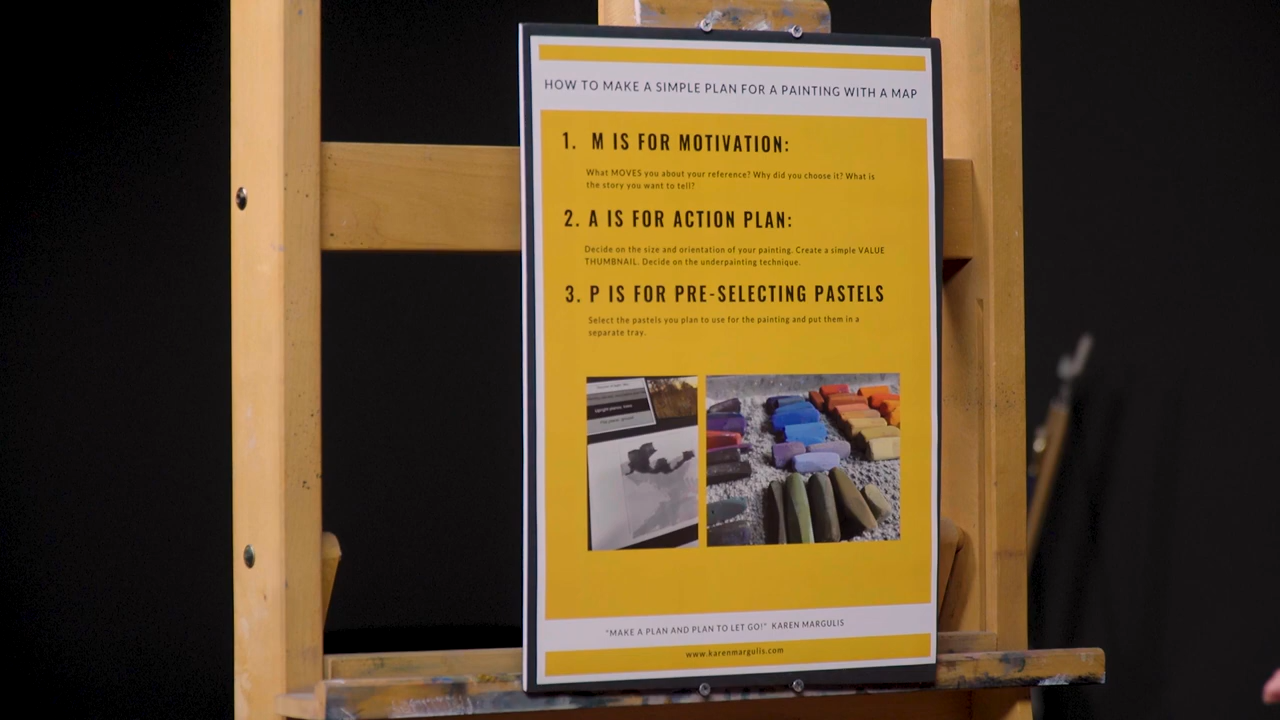 HOW TO MAKE A SIMPLE PLAN FOR A PAINTING WITH A MAP
1. M IS FOR MOTIVATION:
What MOVES you about your reference? Why did you choose it? What is
the story you want to tell?
2. A IS FOR ACTION PLAN:
Decide on the size and orientation of your painting. Create a simple VALUE
THUMBNAIL. Decide on the underpainting technique.
3. P IS FOR PRE-SELECTING PASTELS
Select the pastels you plan to use for the painting and put them in a
separate tray.
"MAKE A PLAN AND PLAN TO LET GO!" KAREN MARGULIS
www.karenmargulis.com